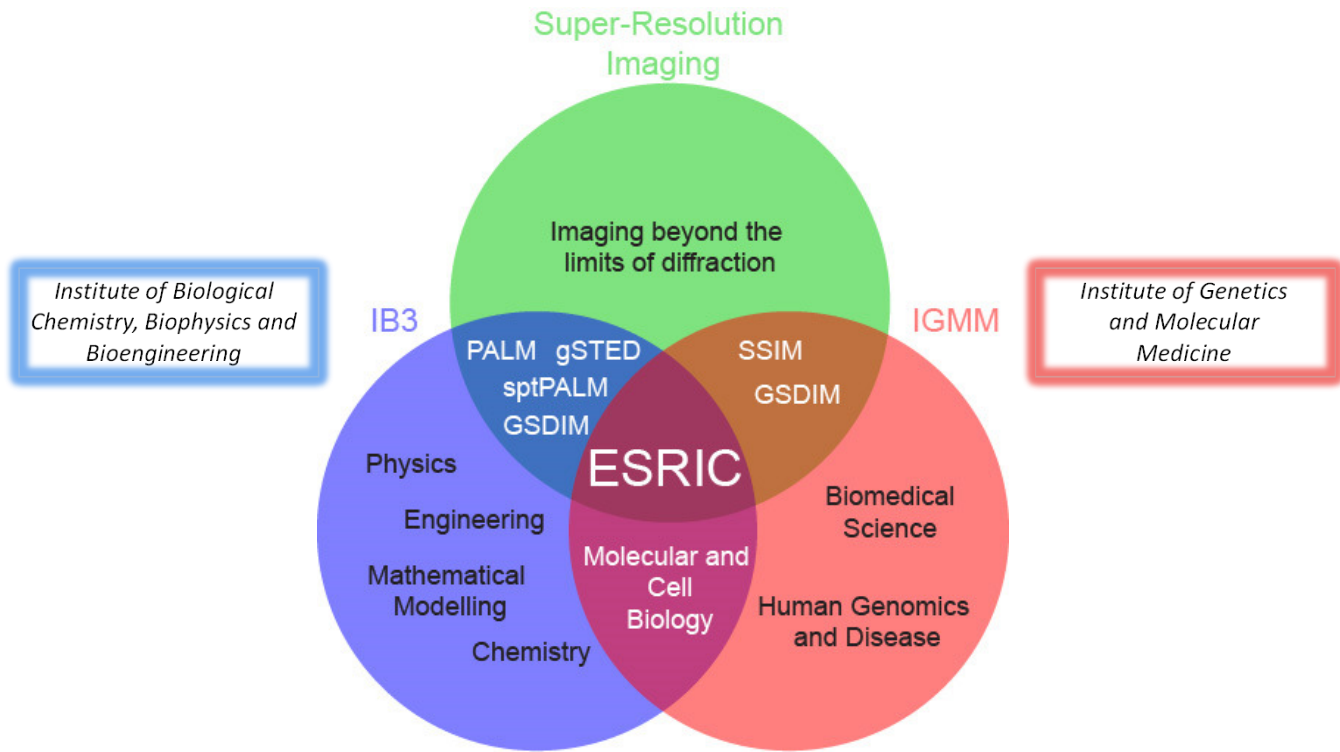 Super-Resolution
Imaging
Imaging beyond the
limits of diffraction
Institute of Biological
Chemistry, Biophysics and
Bioengineering
IB3
IGMM
Institute of Genetics
and Molecular
Medicine
PALM gSTED
sptPALM
GSDIM
SSIM
GSDIM
ESRIC
Physics
Engineering
Mathematical
Modelling
Chemistry
Molecular and
Cell
Biology
Biomedical
Science
Human Genomics
and Disease